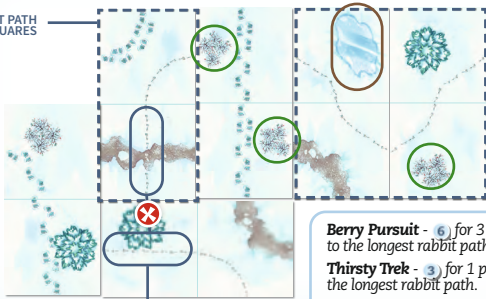 T PATH
UARES
Berry Pursuit - 6 for 3
to the longest rabbit path
Thirsty Trek - 3 for 1 p
the longest rabbit path.